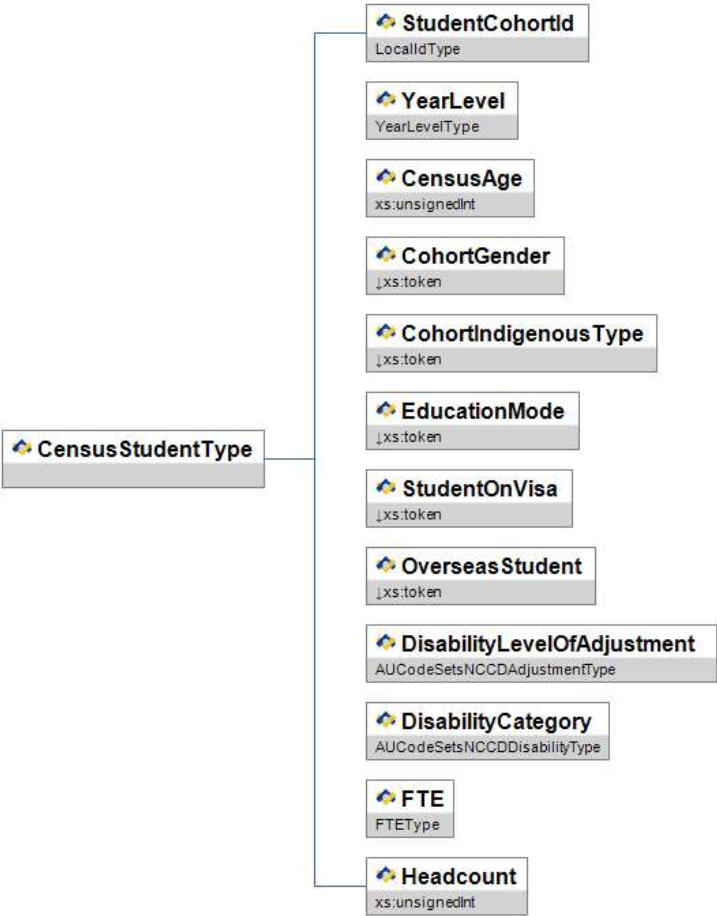 StudentCohortId
LocalIdType
YearLevel
YearLevelType
CensusAge
xs:unsignedInt
CohortGender
↓xs:token
CohortIndigenousType
↓xs:token
EducationMode
↓xs:token
CensusStudentType
StudentOnVisa
↓xs:token
OverseasStudent
↓xs:token
DisabilityLevelOfAdjustment
AUCodeSetsNCCDAdjustmentType
DisabilityCategory
AUCodeSetsNCCDDisabilityType
FTE
FTEType
Headcount
xs:unsignedInt